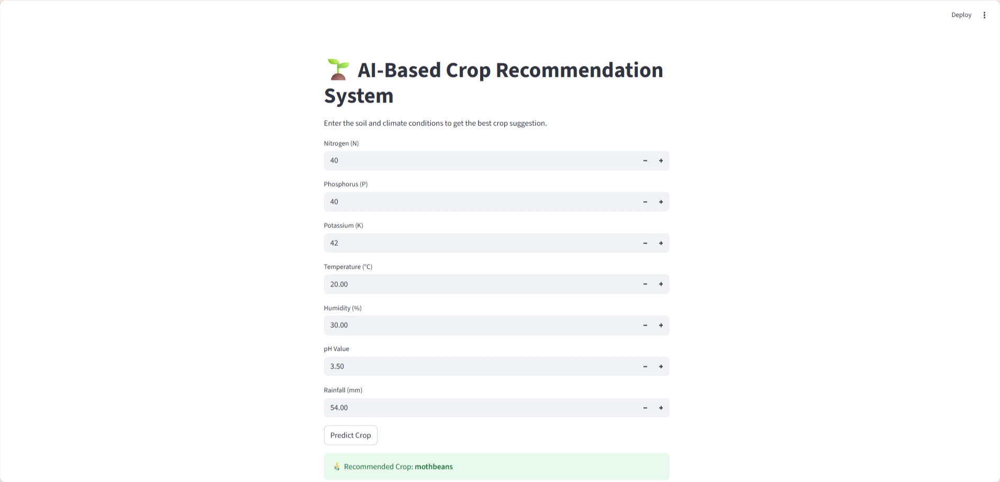 Deploy
AI-Based Crop Recommendation
System
Enter the soil and climate conditions to get the best crop suggestion.
Nitrogen (N)
40
Phosphorus (P)
40
Potassium (K)
42
Temperature (°C)
20.00
Humidity (%)
30.00
pH Value
3.50
Rainfall (mm)
54.00
Predict Crop
Recommended Crop: mothbeans